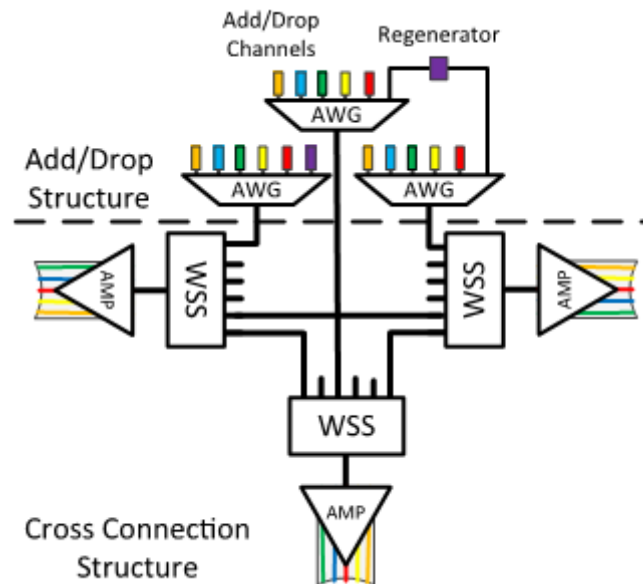 Add/Drop
Channels
Regenerator
AWG
Add/Drop
Structure
AWG
AWG
AMP
WSS
WSS
AMP
WSS
Cross Connection
Structure
AMP